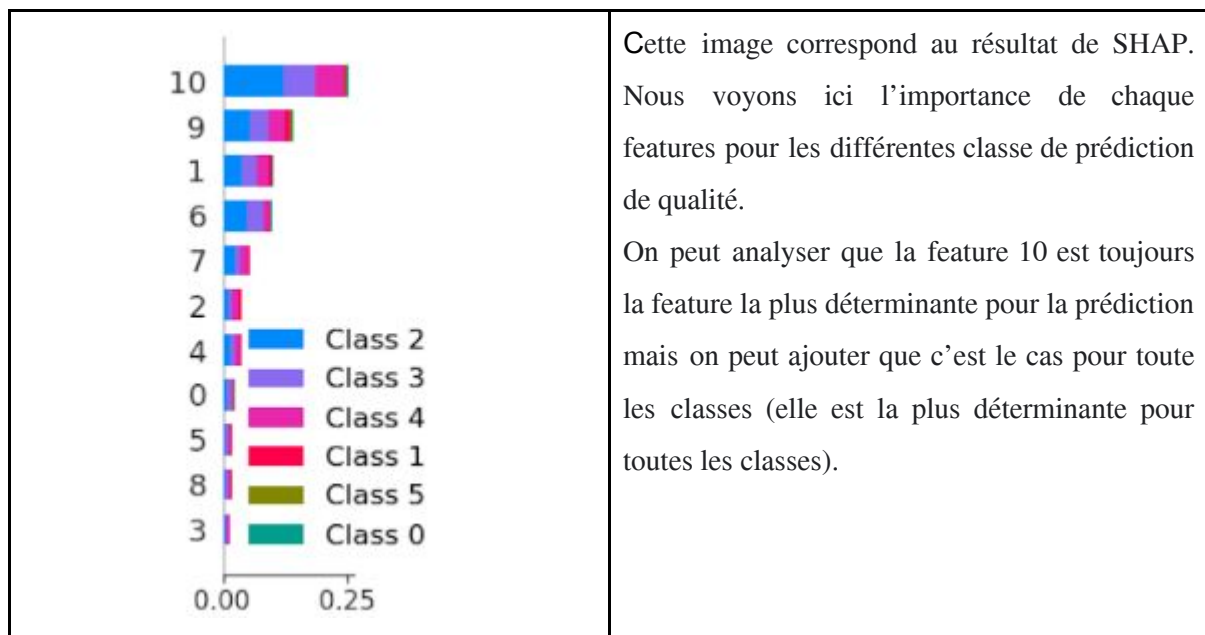 10
9
1
6
7
2
4
0
5
8
3
Class 2
Class 3
Class 4
Class 1
Class 5
Class 0
0.00 0.25
Cette image correspond au résultat de SHAP.
Nous voyons ici l’importance de chaque
features pour les différentes classe de prédiction
de qualité.
On peut analyser que la feature 10 est toujours
la feature la plus déterminante pour la prédiction
mais on peut ajouter que c’est le cas pour toute
les classes (elle est la plus déterminante pour
toutes les classes).